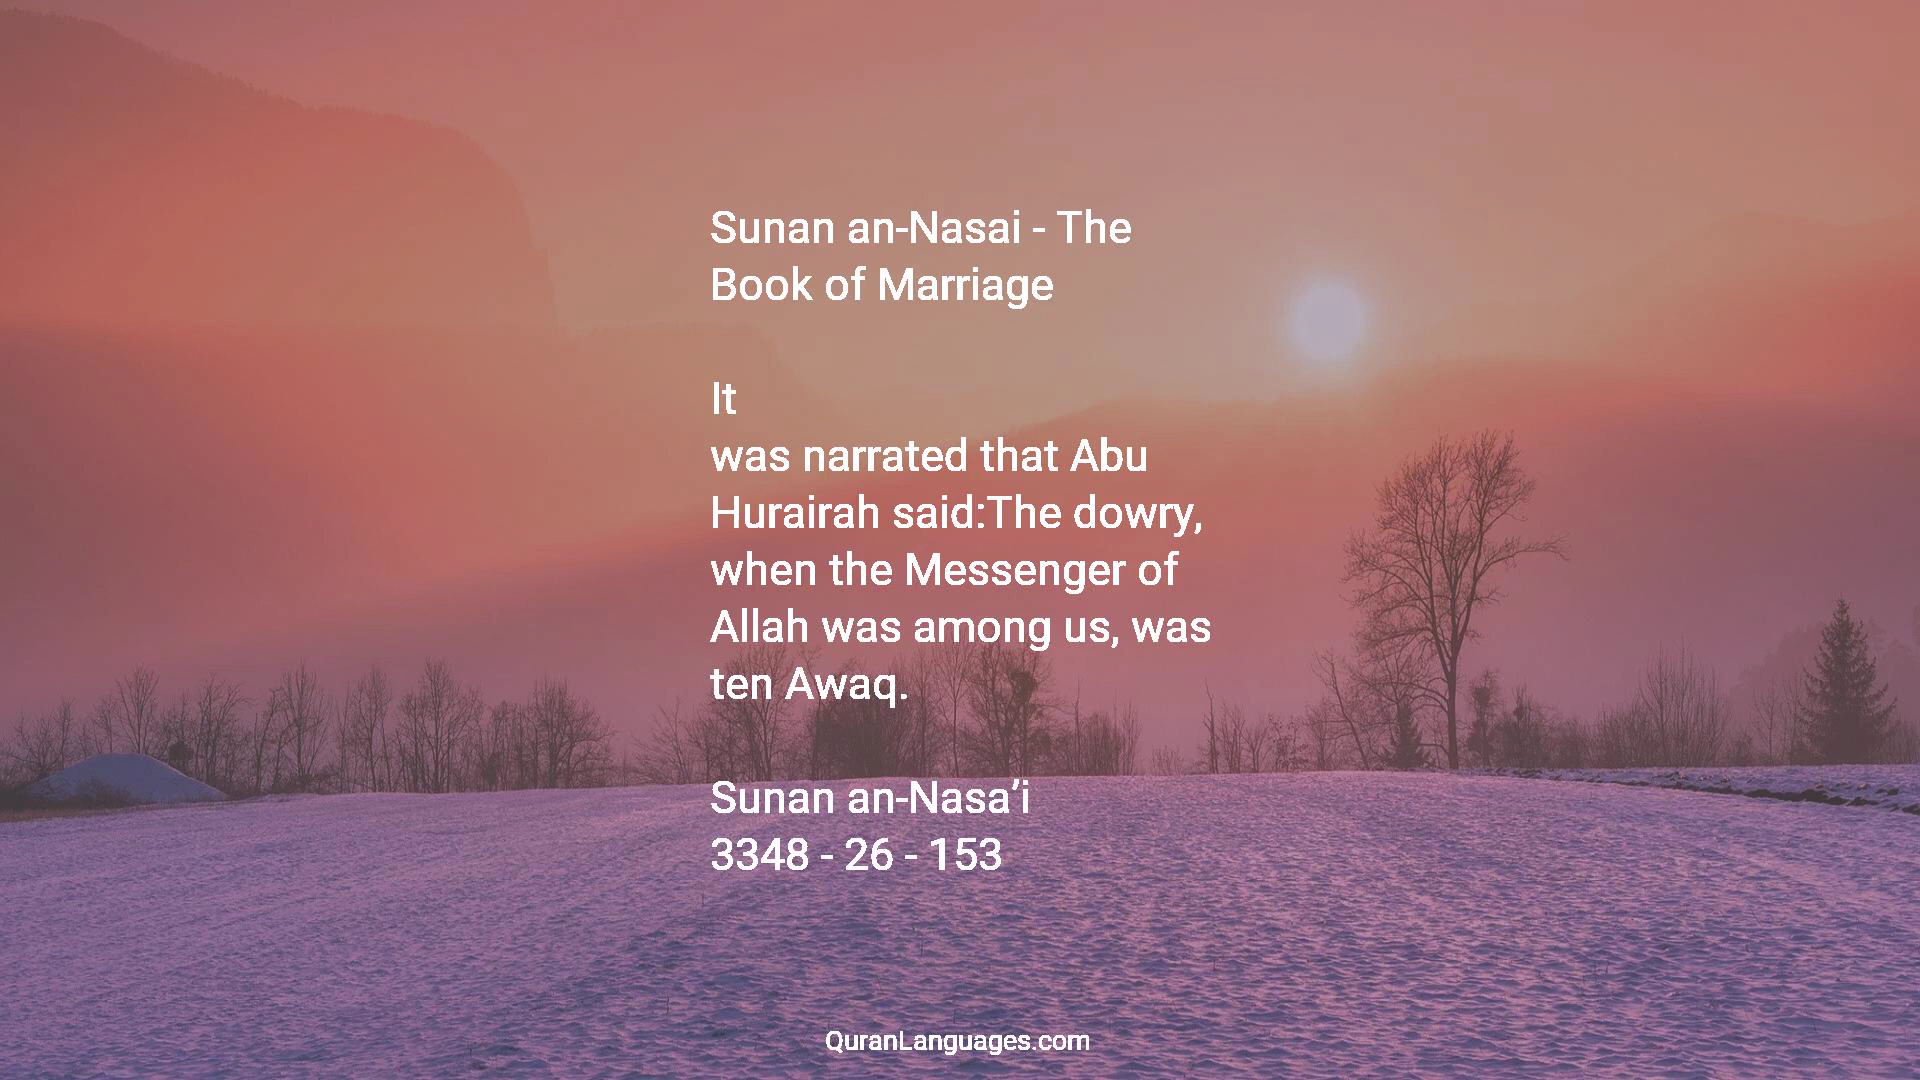 Sunan an-Nasai - The
Book of Marriage
It
was narrated that Abu
Hurairah said:The dowry,
when the Messenger of
Allah was among us, was
ten Awaq.
Sunan an-Nasa’i
3348 - 26 - 153
QuranLanguages.com